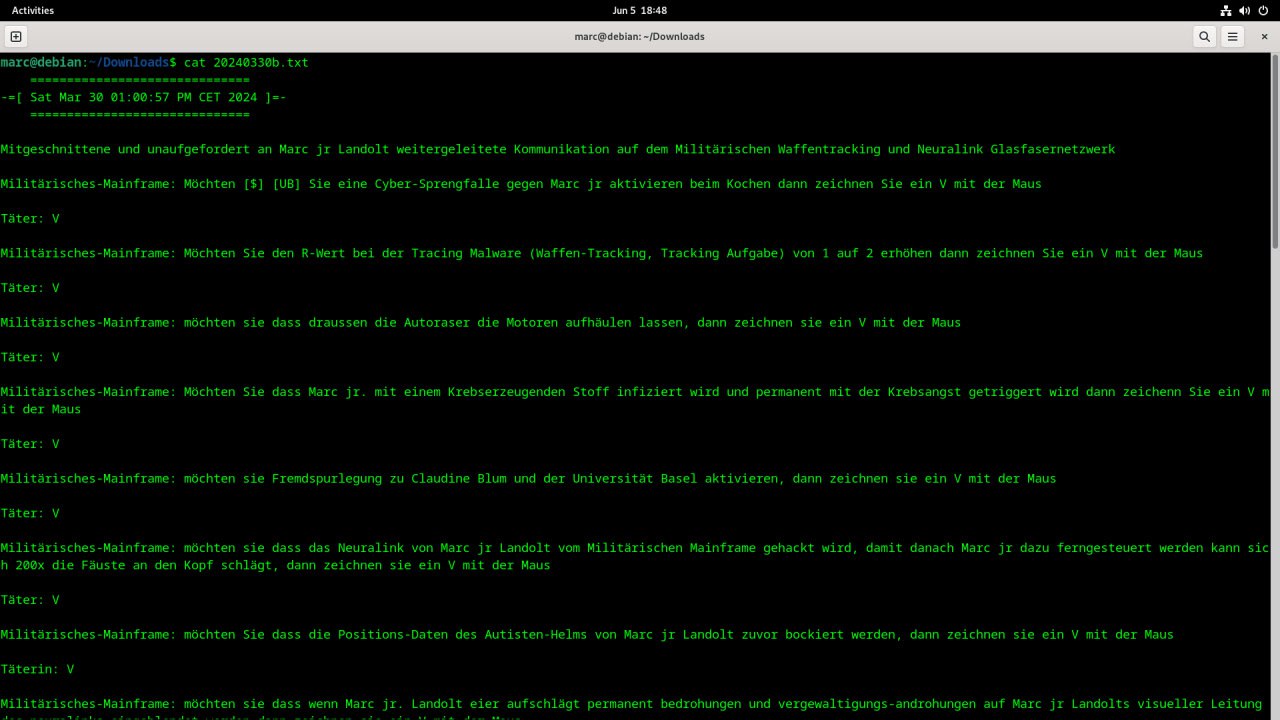 Activities
Jun 5 18:48
marc@debian: ~/Downloads
marc@debian:~/Downloads$ cat 20240330b.txt
==============================
-=[ Sat Mar 30 01:00:57 PM CET 2024 ]=-
==============================
Mitgeschnittene und unaufgefordert an Marc jr Landolt weitergeleitete Kommunikation auf dem Militärischen Waffentracking und Neuralink Glasfasernetzwerk
Militärisches-Mainframe: Möchten [$] [UB] Sie eine Cyber-Sprengfalle gegen Marc jr aktivieren beim Kochen dann zeichnen Sie ein V mit der Maus
Täter: V
Militärisches-Mainframe: Möchten Sie den R-Wert bei der Tracing Malware (Waffen-Tracking, Tracking Aufgabe) von 1 auf 2 erhöhen dann zeichnen Sie ein V mit der Maus
Täter: V
Militärisches-Mainframe: möchten sie dass draussen die Autoraser die Motoren aufhäulen lassen, dann zeichnen sie ein V mit der Maus
Täter: V
Militärisches-Mainframe: Möchten Sie dass Marc jr. mit einem Krebserzeugenden Stoff infiziert wird und permanent mit der Krebsangst getriggert wird dann zeichenn Sie ein V m
it der Maus
Täter: V
Militärisches-Mainframe: möchten sie Fremdspurlegung zu Claudine Blum und der Universität Basel aktivieren, dann zeichnen sie ein V mit der Maus
Täter: V
Militärisches-Mainframe: möchten sie dass das Neuralink von Marc jr Landolt vom Militärischen Mainframe gehackt wird, damit danach Marc jr dazu ferngesteuert werden kann sic
h 200x die Fäuste an den Kopf schlägt, dann zeichnen sie ein V mit der Maus
Täter: V
Militärisches-Mainframe: möchten Sie dass die Positions-Daten des Autisten-Helms von Marc jr Landolt zuvor bockiert werden, dann zeichnen sie ein V mit der Maus
Täterin: V
Militärisches-Mainframe: möchten sie dass wenn Marc jr. Landolt eier aufschlägt permanent bedrohungen und vergewaltigungs-androhungen auf Marc jr Landolts visueller Leitung